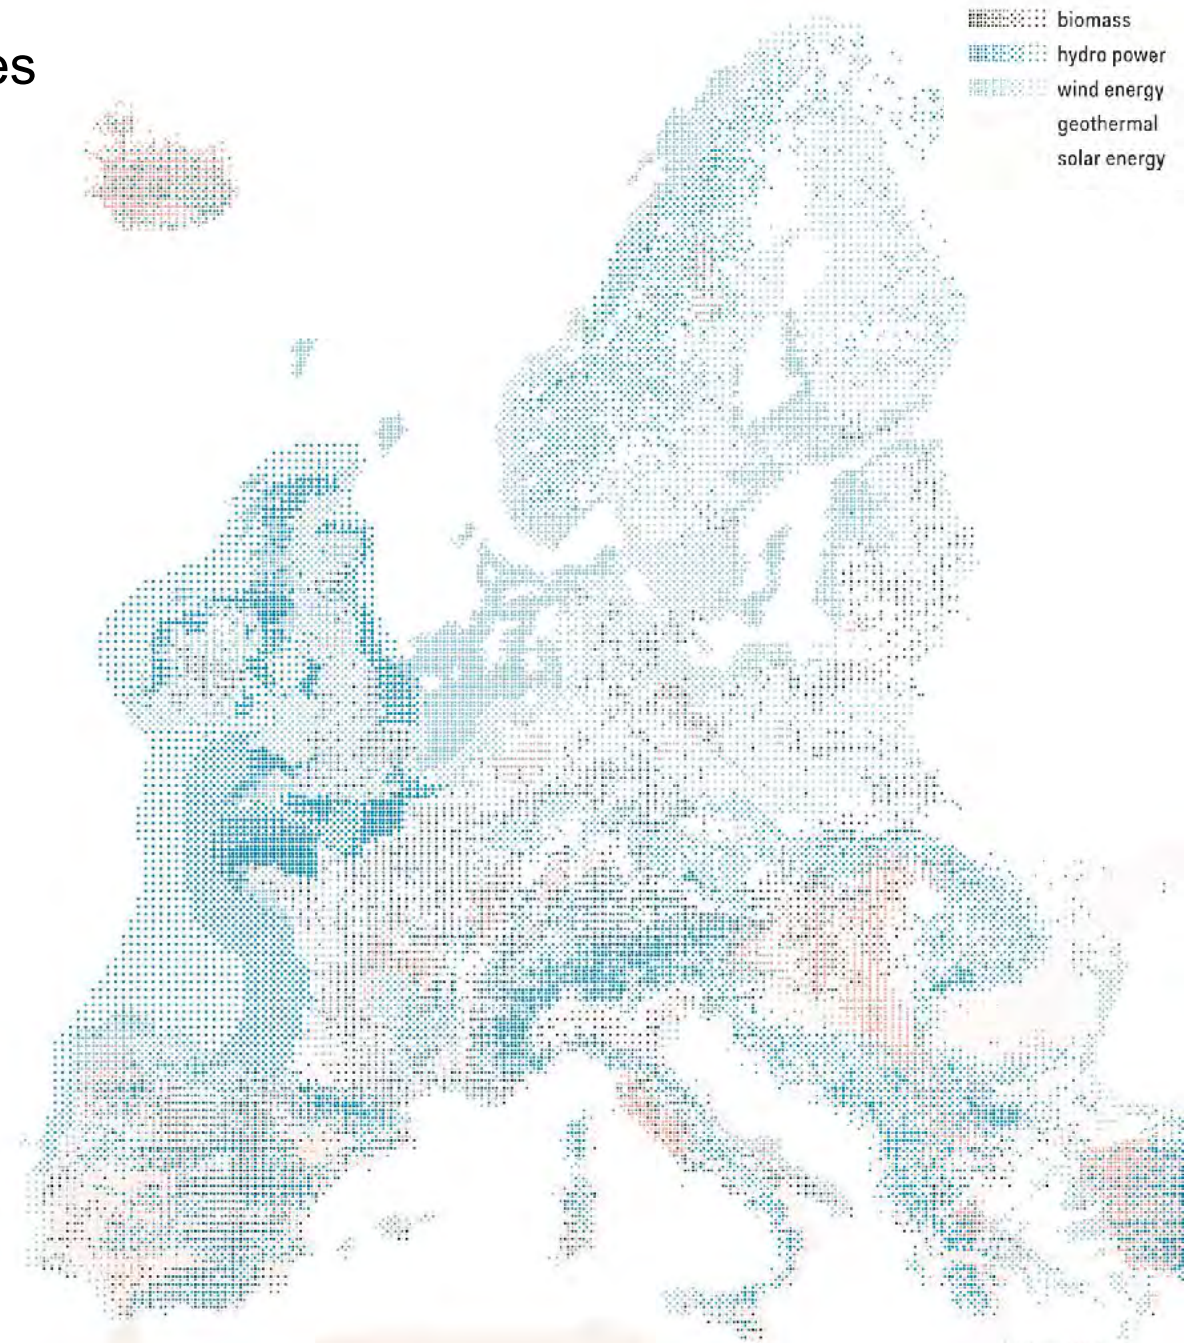 es
biomass
hydro power
wind energy
geothermal
solar energy